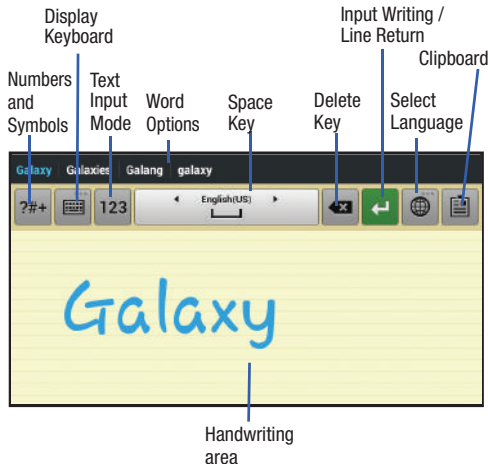 Display
Keyboard
Input Writing /
Line Return
Clipboard
Numbers
and
Symbols
Text
Input
Mode
Word
Options
Space
Key
Delete
Key
Select
Language
Galaxy Galaxies Galang galaxy
?#+ 123 English(US)
Galaxy
Handwriting
area